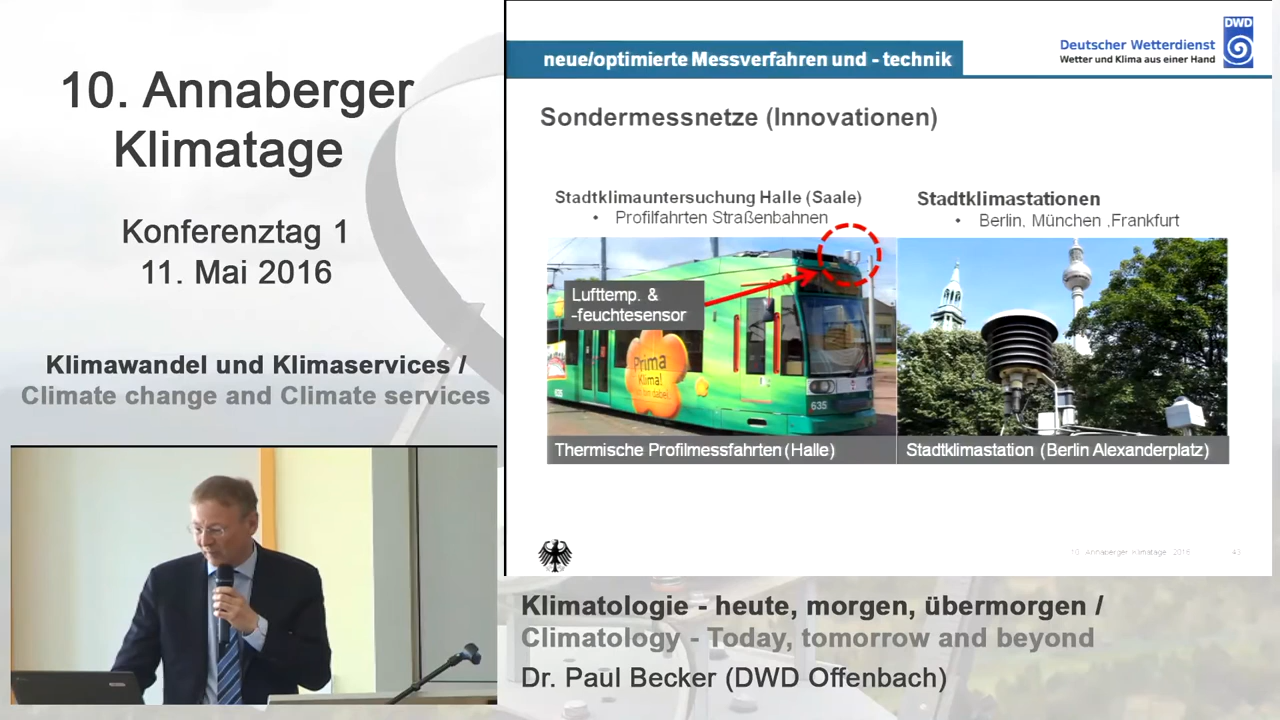 10. Annaberger
Klimatage
Konferenztag 1
11. Mai 2016
Klimawandel und Klimaservices /
Climate change and Climate services
neue/optimierte Messverfahren und - technik
DWD
Deutscher Wetterdienst
Wetter und Klima aus einer Hand
Sondermessnetze (Innovationen)
Stadtklimauntersuchung Halle (Saale)
• Profilfahrten Straßenbahnen
Stadtklimastationen
• Berlin, München ,Frankfurt
Lufttemp. &
-feuchtesensor
Prima
Klima!
dabei
635
Thermische Profilmessfahrten (Halle)
Stadtklimastation (Berlin Alexanderplatz)
10. Annaberger Klimatage 2016
Klimatologie - heute, morgen, übermorgen /
Climatology - Today, tomorrow and beyond
Dr. Paul Becker (DWD Offenbach)